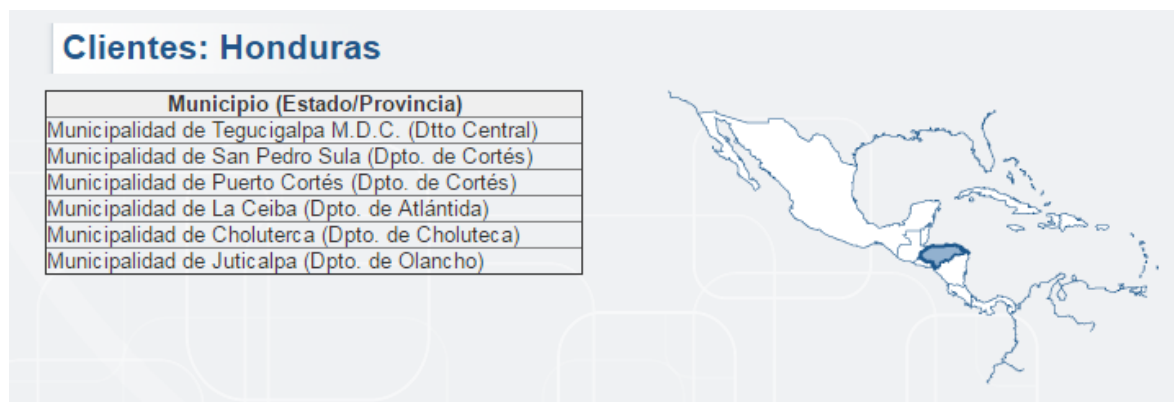 Clientes: Honduras
Municipio (Estado/Provincia)
Municipalidad de Tegucigalpa M.D.C. (Dtto Central)
Municipalidad de San Pedro Sula (Dpto. de Cortés)
Municipalidad de Puerto Cortés (Dpto. de Cortés)
Municipalidad de La Ceiba (Dpto. de Atlántida)
Municipalidad de Choluterca (Dpto. de Choluteca)
Municipalidad de Juticalpa (Dpto. de Olancho)